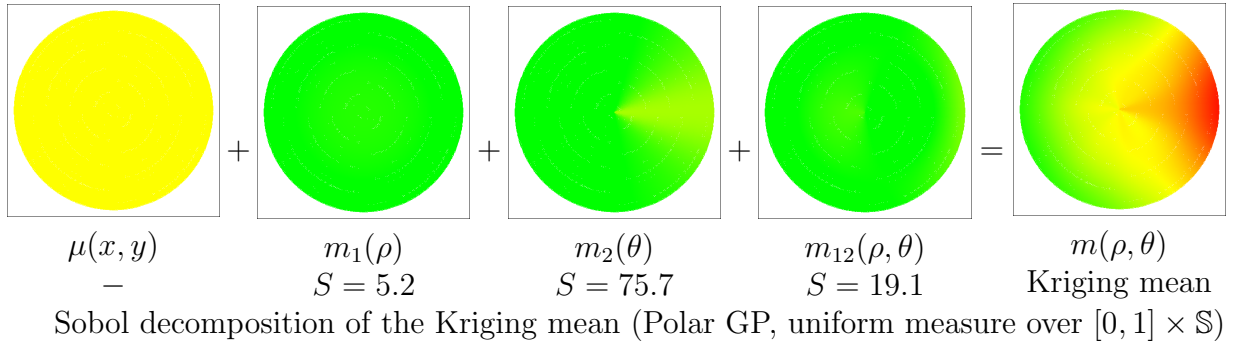 + + + =
μ(x, y) m₁(ρ) m₂(θ) m₁₂(ρ, θ) m(ρ, θ)
− S = 5.2 S = 75.7 S = 19.1 Kriging mean
Sobol decomposition of the Kriging mean (Polar GP, uniform measure over [0, 1] × 𝕊)